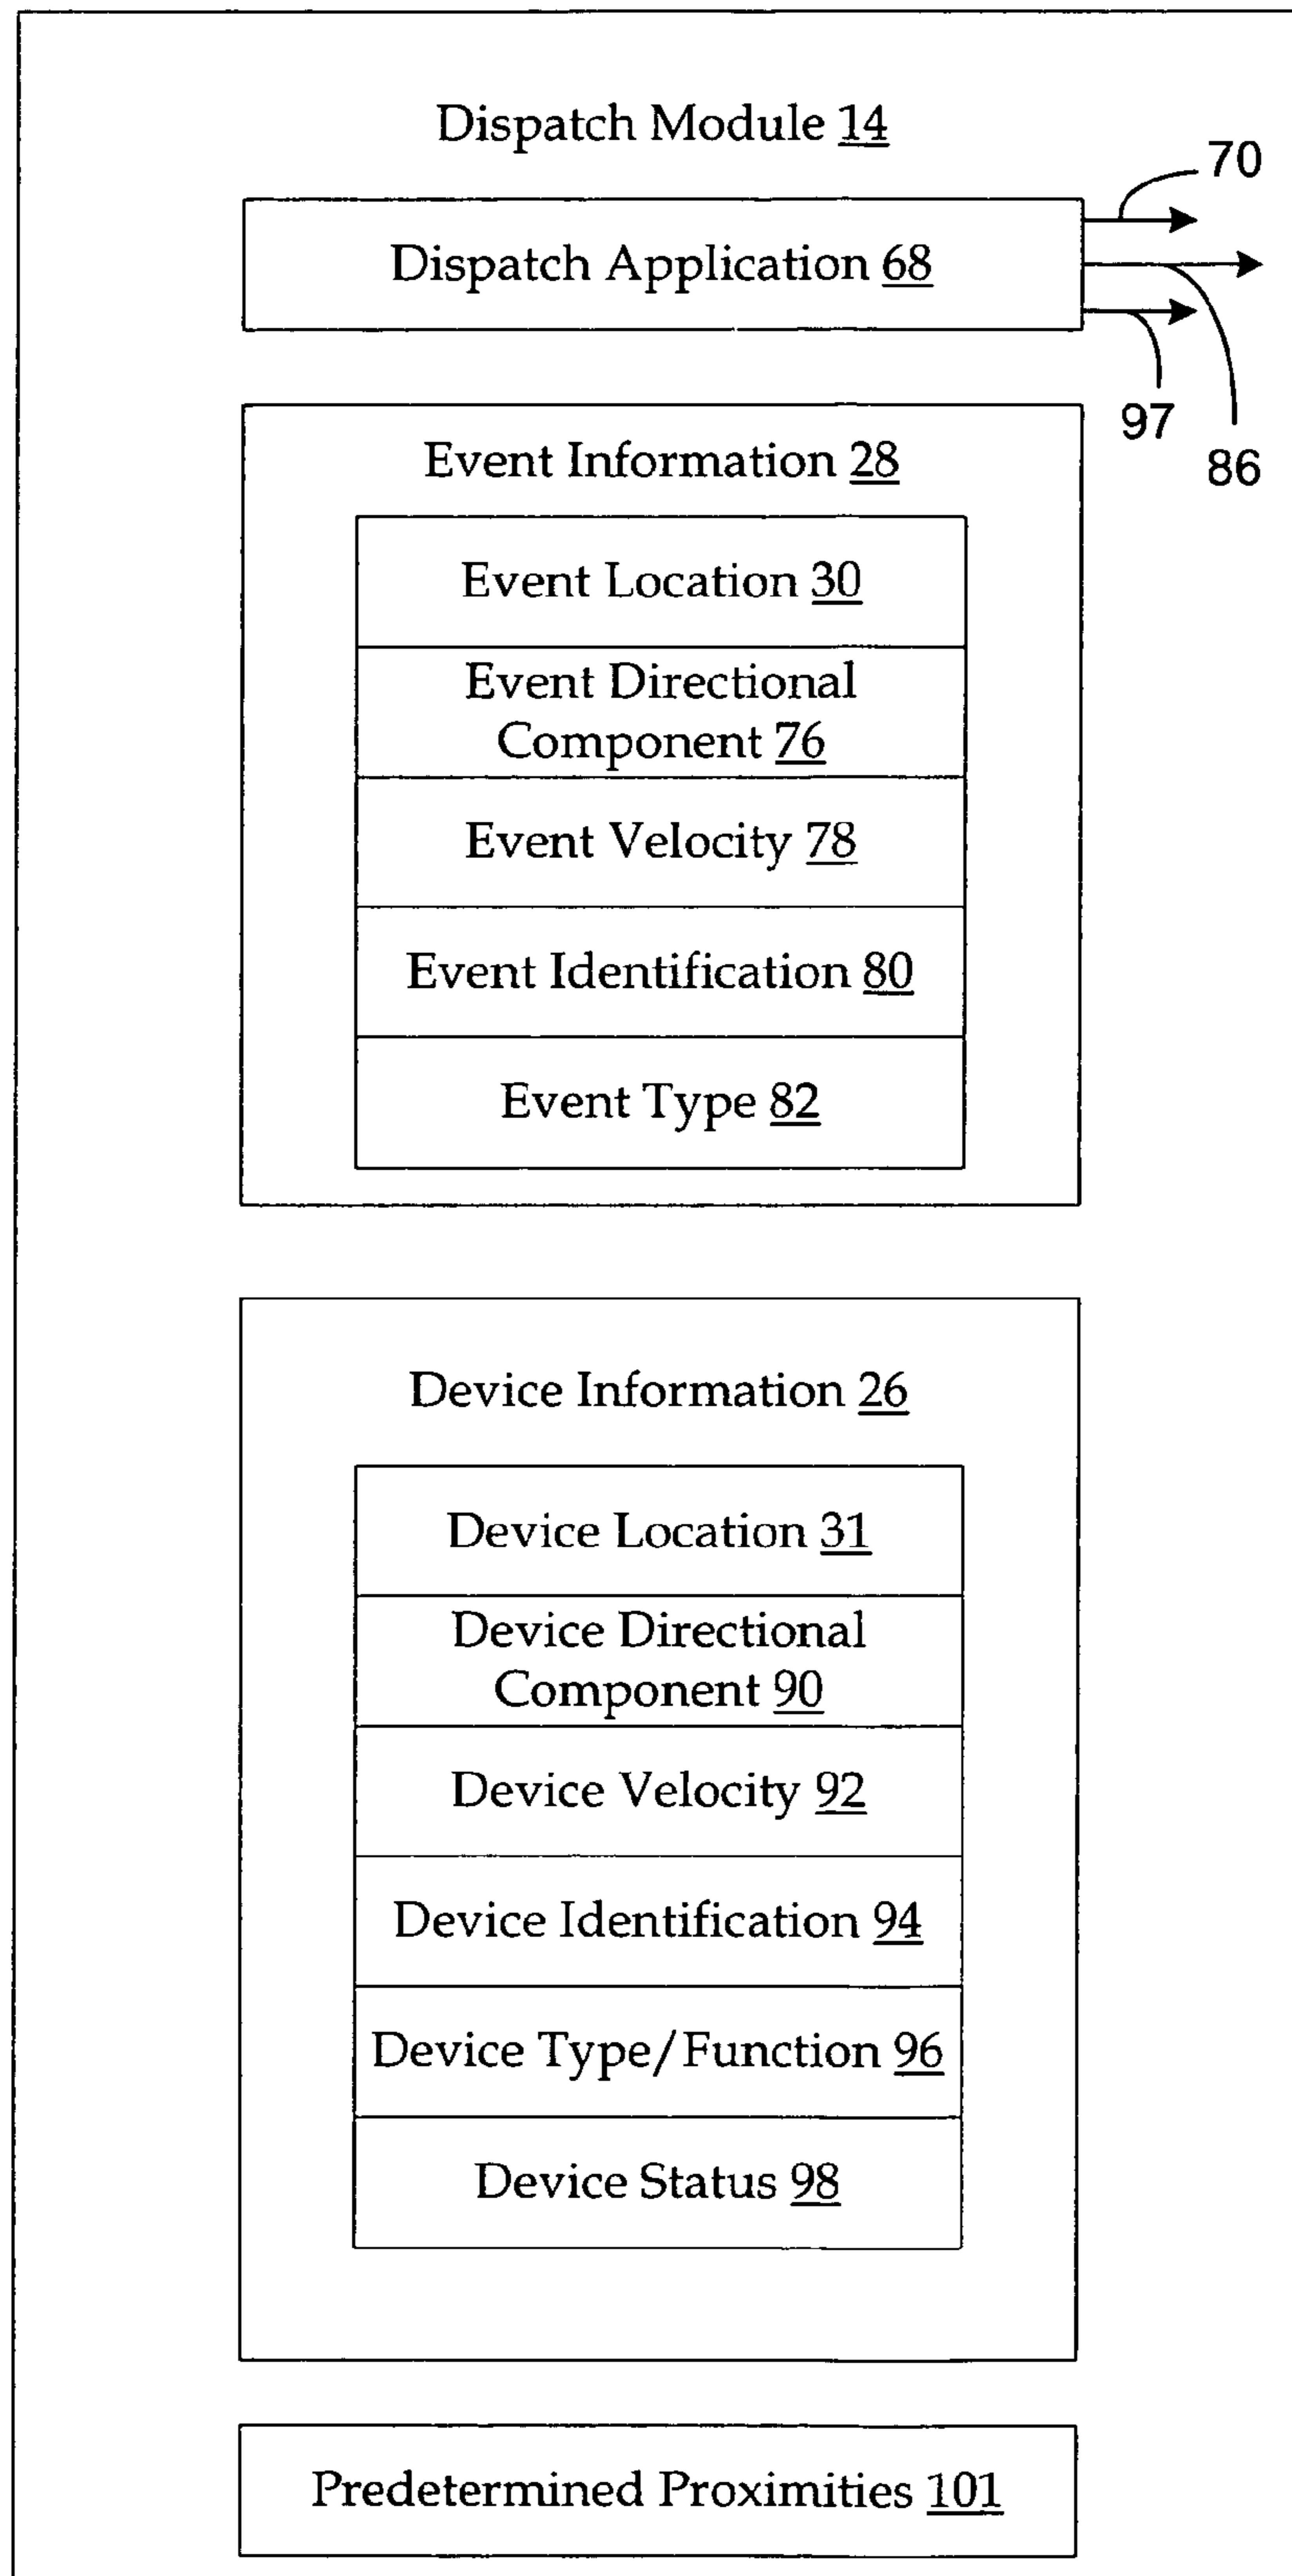 Dispatch Module 14
70
Dispatch Application 68
97
86
Event Information 28
Event Location 30
Event Directional
Component 76
Event Velocity 78
Event Identification 80
Event Type 82
Device Information 26
Device Location 31
Device Directional
Component 90
Device Velocity 92
Device Identification 94
Device Type/Function 96
Device Status 98
Predetermined Proximities 101